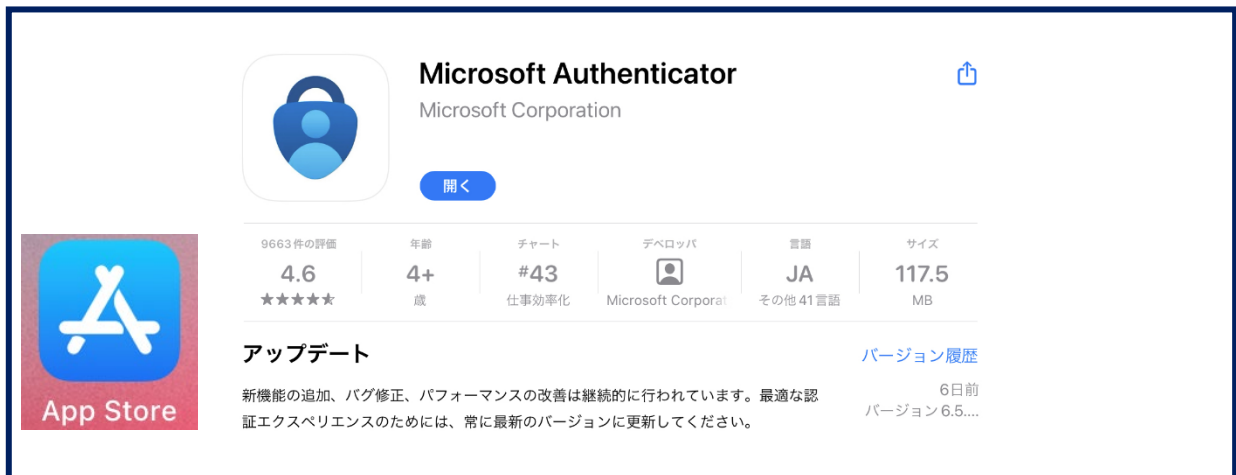 Microsoft Authenticator
Microsoft Corporation
開く
9663件の評価
4.6
年齢
4+
歳
チャート
#43
仕事効率化
デベロッパ
Microsoft Corporat
言語
JA
その他 41 言語
サイズ
117.5
MB
App Store
アップデート
バージョン履歴
新機能の追加、バグ修正、パフォーマンスの改善は継続的に行われています。最適な認
証エクスペリエンスのためには、常に最新のバージョンに更新してください。
6日前
バージョン 6.5....